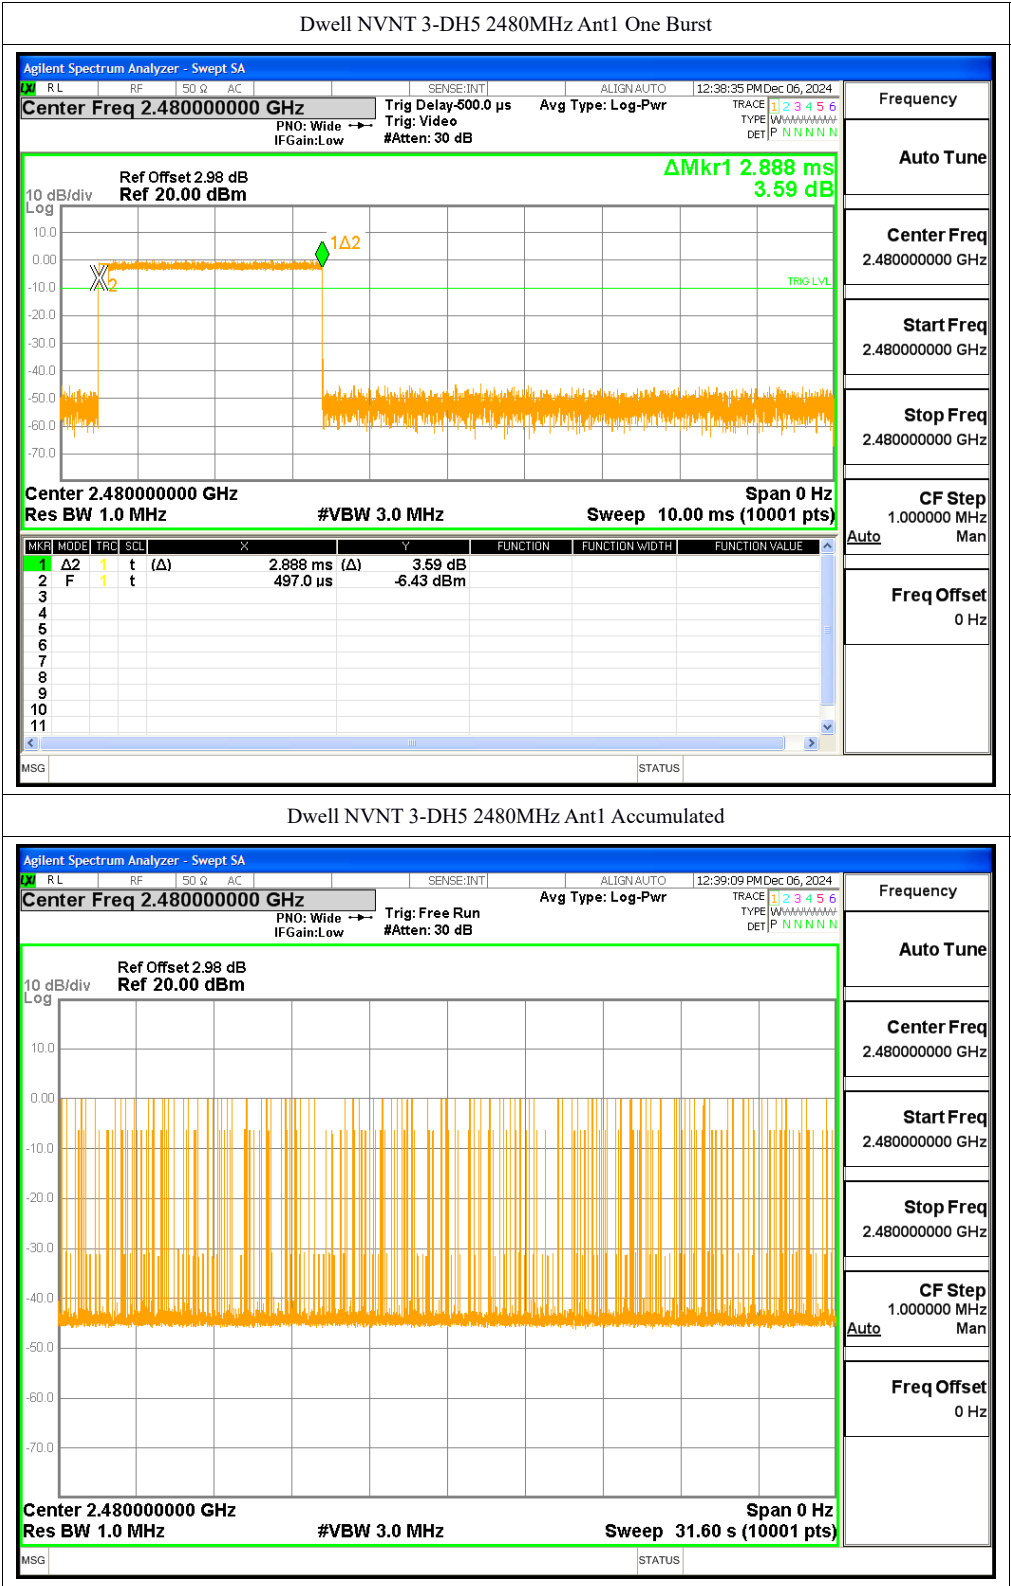 Dwell NVNT 3-DH5 2480MHz Ant1 One Burst
Agilent Spectrum Analyzer - Swept SA
LXI RL RF 50 Ω AC SENSE:INT ALIGN AUTO 12:38:35 PM Dec 06, 2024
Center Freq 2.480000000 GHz
Trig Delay-500.0 µs Avg Type: Log-Pwr TRACE 1 2 3 4 5 6
PNO: Wide Trig: Video TYPE W
IFGain:Low #Atten: 30 dB DET P N N N N N
Frequency
Auto Tune
ΔMkr1 2.888 ms
3.59 dB
Ref Offset 2.98 dB
10 dB/div Ref 20.00 dBm
Log
10.0
0.00
-10.0
-20.0
-30.0
-40.0
-50.0
-60.0
-70.0
1Δ2
2
TRIG LVL
Center Freq
2.480000000 GHz
Start Freq
2.480000000 GHz
Stop Freq
2.480000000 GHz
CF Step
1.000000 MHz
Auto Man
Freq Offset
0 Hz
Center 2.480000000 GHz Span 0 Hz
Res BW 1.0 MHz #VBW 3.0 MHz Sweep 10.00 ms (10001 pts)
MKR MODE TRC SCL X Y FUNCTION FUNCTION WIDTH FUNCTION VALUE
1 Δ2 1 t (Δ) 2.888 ms (Δ) 3.59 dB
2 F 1 t 497.0 µs -6.43 dBm
3
4
5
6
7
8
9
10
11
MSG STATUS
Dwell NVNT 3-DH5 2480MHz Ant1 Accumulated
Agilent Spectrum Analyzer - Swept SA
LXI RL RF 50 Ω AC SENSE:INT ALIGN AUTO 12:39:09 PM Dec 06, 2024
Center Freq 2.480000000 GHz
Avg Type: Log-Pwr TRACE 1 2 3 4 5 6
PNO: Wide Trig: Free Run TYPE W
IFGain:Low #Atten: 30 dB DET P N N N N N
Frequency
Auto Tune
Ref Offset 2.98 dB
10 dB/div Ref 20.00 dBm
Log
10.0
0.00
-10.0
-20.0
-30.0
-40.0
-50.0
-60.0
-70.0
Center Freq
2.480000000 GHz
Start Freq
2.480000000 GHz
Stop Freq
2.480000000 GHz
CF Step
1.000000 MHz
Auto Man
Freq Offset
0 Hz
Center 2.480000000 GHz Span 0 Hz
Res BW 1.0 MHz #VBW 3.0 MHz Sweep 31.60 s (10001 pts)
MSG STATUS